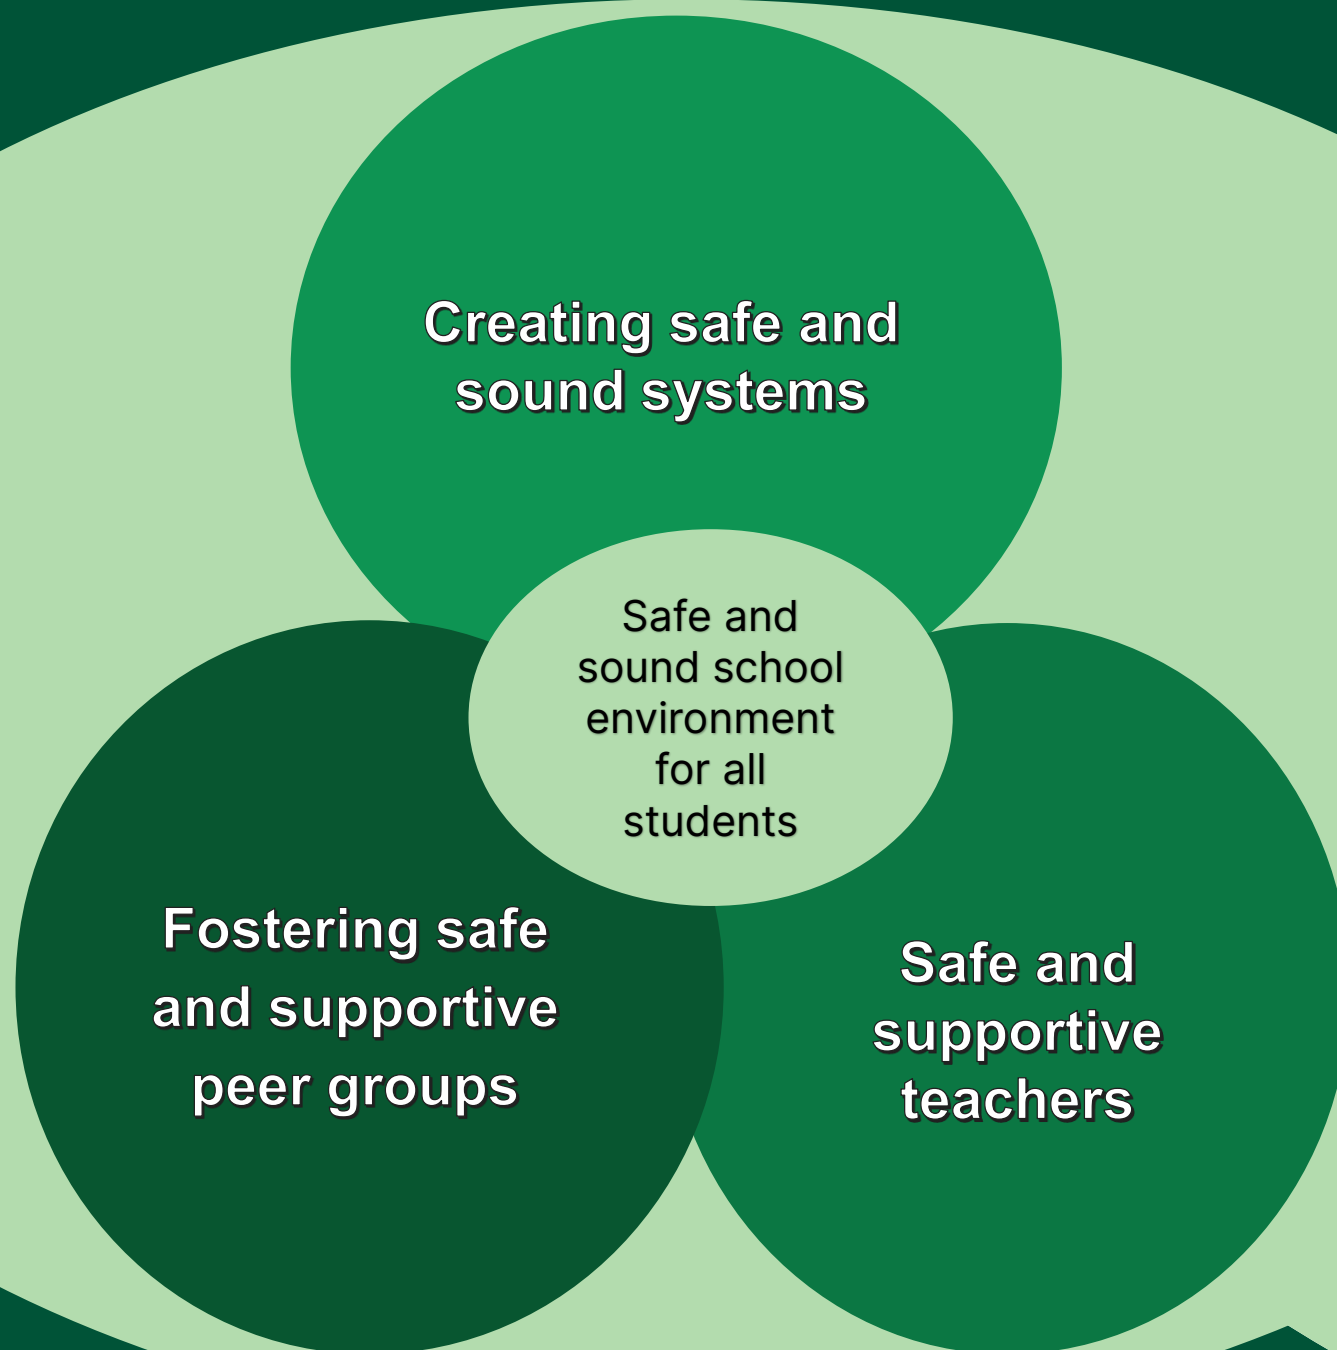 Creating safe and
sound systems
Safe and
sound school
environment
for all
students
Fostering safe
and supportive
peer groups
Safe and
supportive
teachers